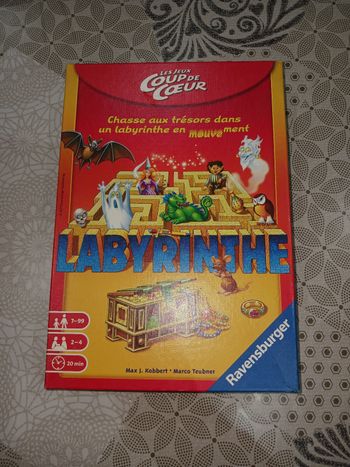 LES JEUX
COUP DE
CŒUR
Chasse aux trésors dans
un labyrinthe en mouvement
LABYRINTHE
7-99
2-4
20 min
Max J. Kobbert · Marco Teubner
Ravensburger